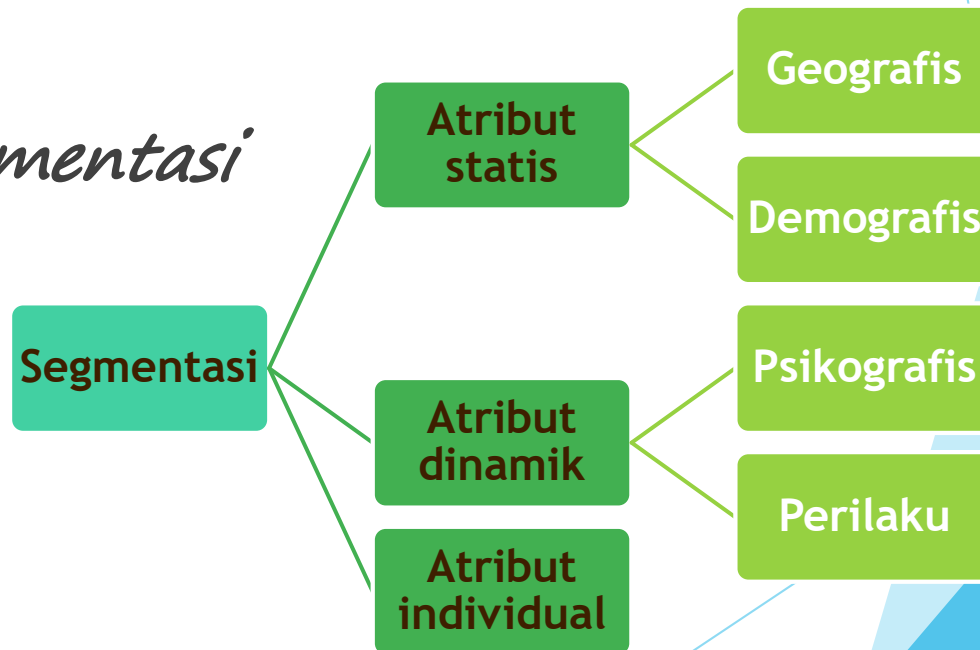 mentasi
Segmentasi
Atribut
statis
Geografis
Demografis
Atribut
dinamik
Psikografis
Perilaku
Atribut
individual